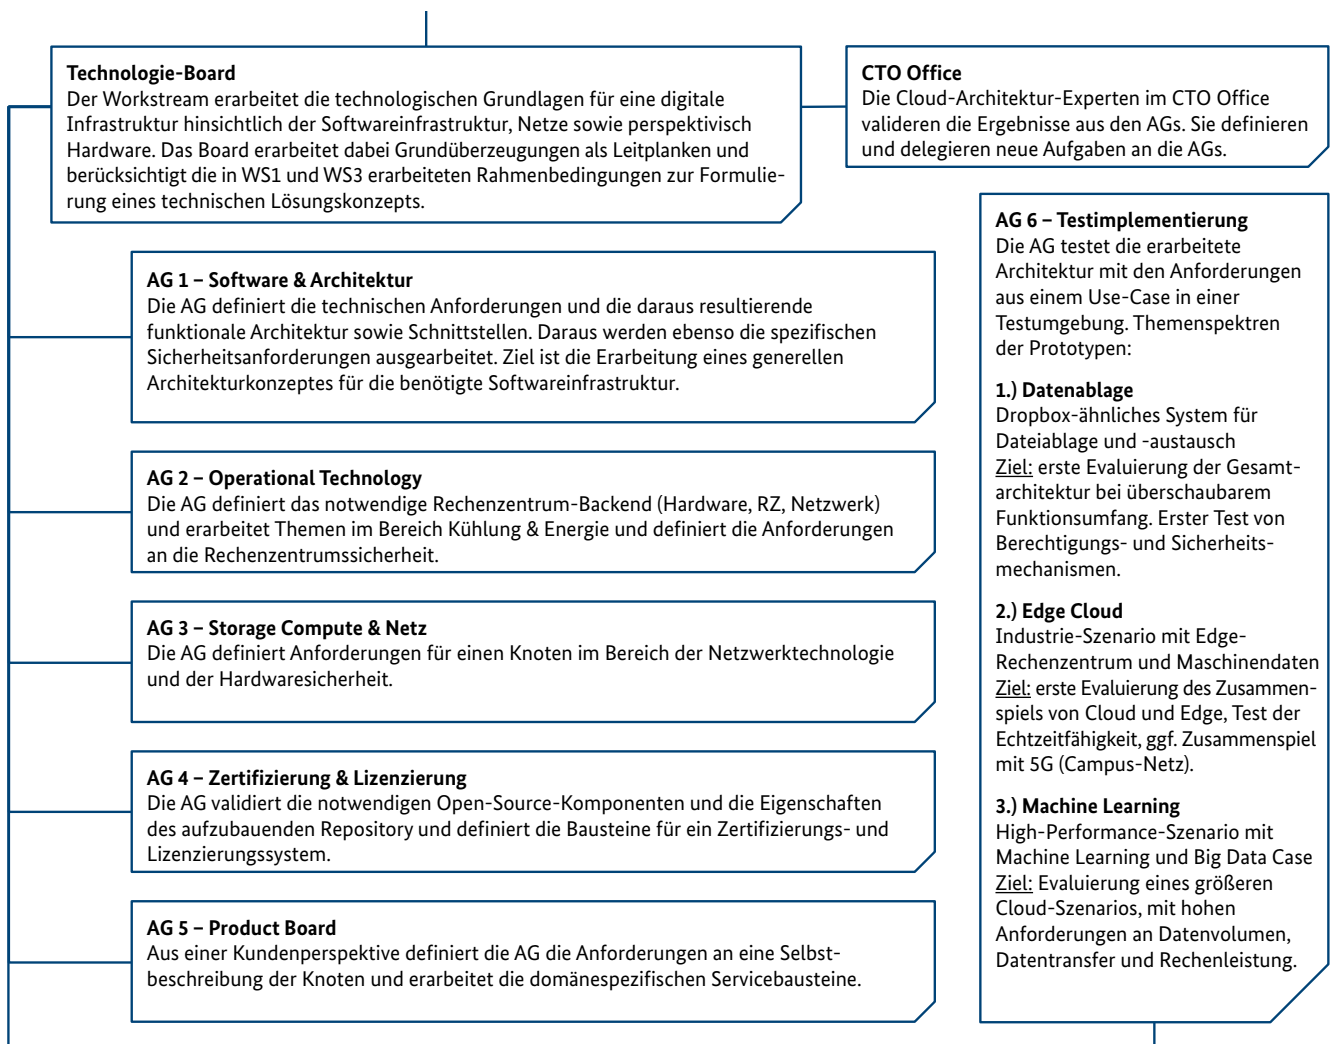 Technologie-Board
Der Workstream erarbeitet die technologischen Grundlagen für eine digitale
Infrastruktur hinsichtlich der Softwareinfrastruktur, Netze sowie perspektivisch
Hardware. Das Board erarbeitet dabei Grundüberzeugungen als Leitplanken und
berücksichtigt die in WS1 und WS3 erarbeiteten Rahmenbedingungen zur Formulie-
rung eines technischen Lösungskonzepts.
CTO Office
Die Cloud-Architektur-Experten im CTO Office
valideren die Ergebnisse aus den AGs. Sie definieren
und delegieren neue Aufgaben an die AGs.
AG 1 – Software & Architektur
Die AG definiert die technischen Anforderungen und die daraus resultierende
funktionale Architektur sowie Schnittstellen. Daraus werden ebenso die spezifischen
Sicherheitsanforderungen ausgearbeitet. Ziel ist die Erarbeitung eines generellen
Architekturkonzeptes für die benötigte Softwareinfrastruktur.
AG 2 – Operational Technology
Die AG definiert das notwendige Rechenzentrum-Backend (Hardware, RZ, Netzwerk)
und erarbeitet Themen im Bereich Kühlung & Energie und definiert die Anforderungen
an die Rechenzentrumssicherheit.
AG 3 – Storage Compute & Netz
Die AG definiert Anforderungen für einen Knoten im Bereich der Netzwerktechnologie
und der Hardwaresicherheit.
AG 4 – Zertifizierung & Lizenzierung
Die AG validiert die notwendigen Open-Source-Komponenten und die Eigenschaften
des aufzubauenden Repository und definiert die Bausteine für ein Zertifizierungs- und
Lizenzierungssystem.
AG 5 – Product Board
Aus einer Kundenperspektive definiert die AG die Anforderungen an eine Selbst-
beschreibung der Knoten und erarbeitet die domänespezifischen Servicebausteine.
AG 6 – Testimplementierung
Die AG testet die erarbeitete
Architektur mit den Anforderungen
aus einem Use-Case in einer
Testumgebung. Themenspektren
der Prototypen:
1.) Datenablage
Dropbox-ähnliches System für
Dateiablage und -austausch
Ziel: erste Evaluierung der Gesamt-
architektur bei überschaubarem
Funktionsumfang. Erster Test von
Berechtigungs- und Sicherheits-
mechanismen.
2.) Edge Cloud
Industrie-Szenario mit Edge-
Rechenzentrum und Maschinendaten
Ziel: erste Evaluierung des Zusammen-
spiels von Cloud und Edge, Test der
Echtzeitfähigkeit, ggf. Zusammenspiel
mit 5G (Campus-Netz).
3.) Machine Learning
High-Performance-Szenario mit
Machine Learning und Big Data Case
Ziel: Evaluierung eines größeren
Cloud-Szenarios, mit hohen
Anforderungen an Datenvolumen,
Datentransfer und Rechenleistung.